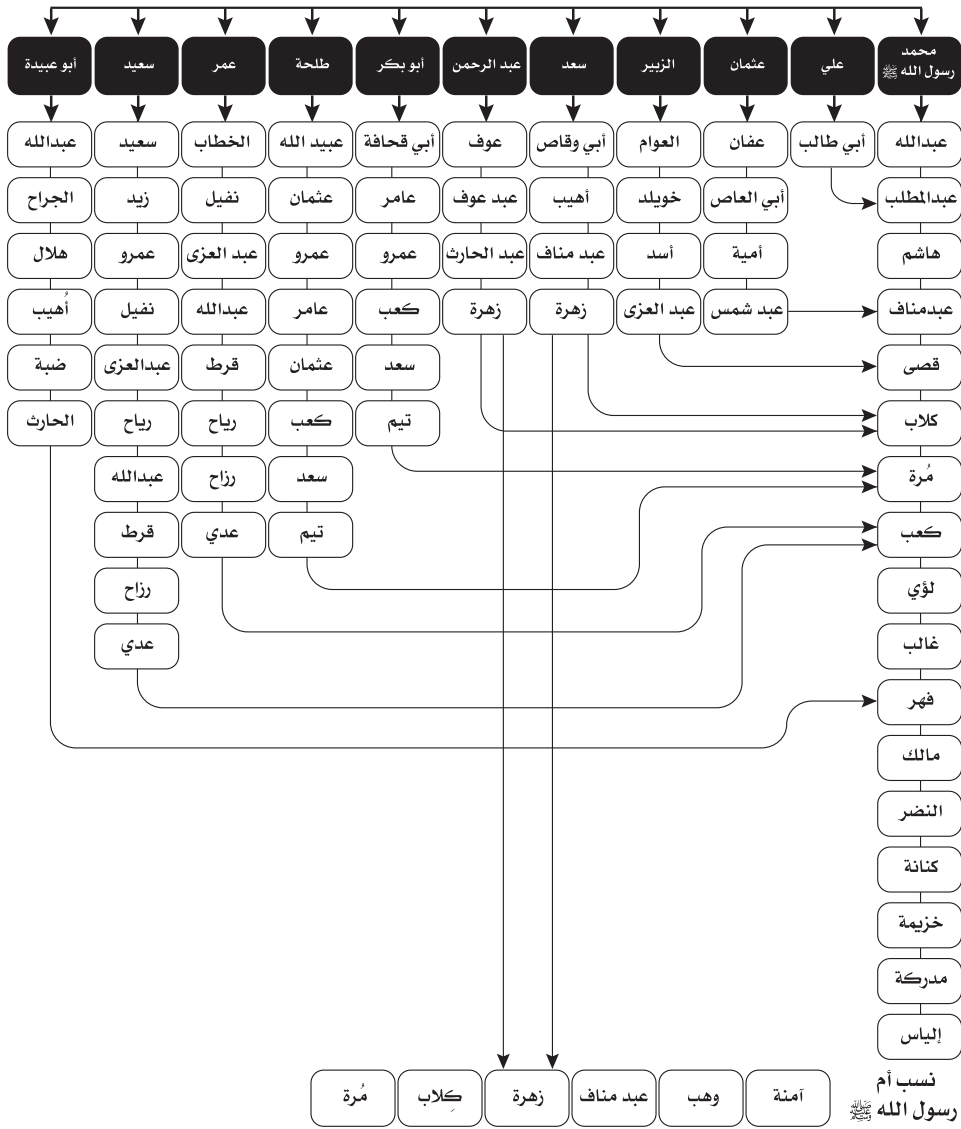 محمد رسول الله ﷺ
علي
عثمان
الزبير
سعد
عبد الرحمن
أبو بكر
طلحة
عمر
سعيد
أبو عبيدة
عبدالله
أبي طالب
عفان
العوام
أبي وقاص
عوف
أبي قحافة
عبيد الله
الخطاب
سعيد
عبدالله
عبدالمطلب
أبي العاص
خويلد
أهيب
عبد عوف
عامر
عثمان
نفيل
زيد
الجراح
هاشم
أمية
أسد
عبد مناف
عبد الحارث
عمرو
عمرو
عبد العزى
عمرو
هلال
عبدمناف
عبد شمس
عبد العزى
زهرة
زهرة
كعب
عامر
عبدالله
نفيل
أُهيب
قصى
سعد
عثمان
قرط
عبدالعزى
ضبة
كلاب
تيم
كعب
رياح
رياح
الحارث
مُرة
سعد
رزاح
عبدالله
كعب
تيم
عدي
قرط
لؤي
رزاح
غالب
عدي
فهر
مالك
النضر
كنانة
خزيمة
مدركة
إلياس
نسب أم
رسول الله ﷺ
آمنة
وهب
عبد مناف
زهرة
كِلاب
مُرة